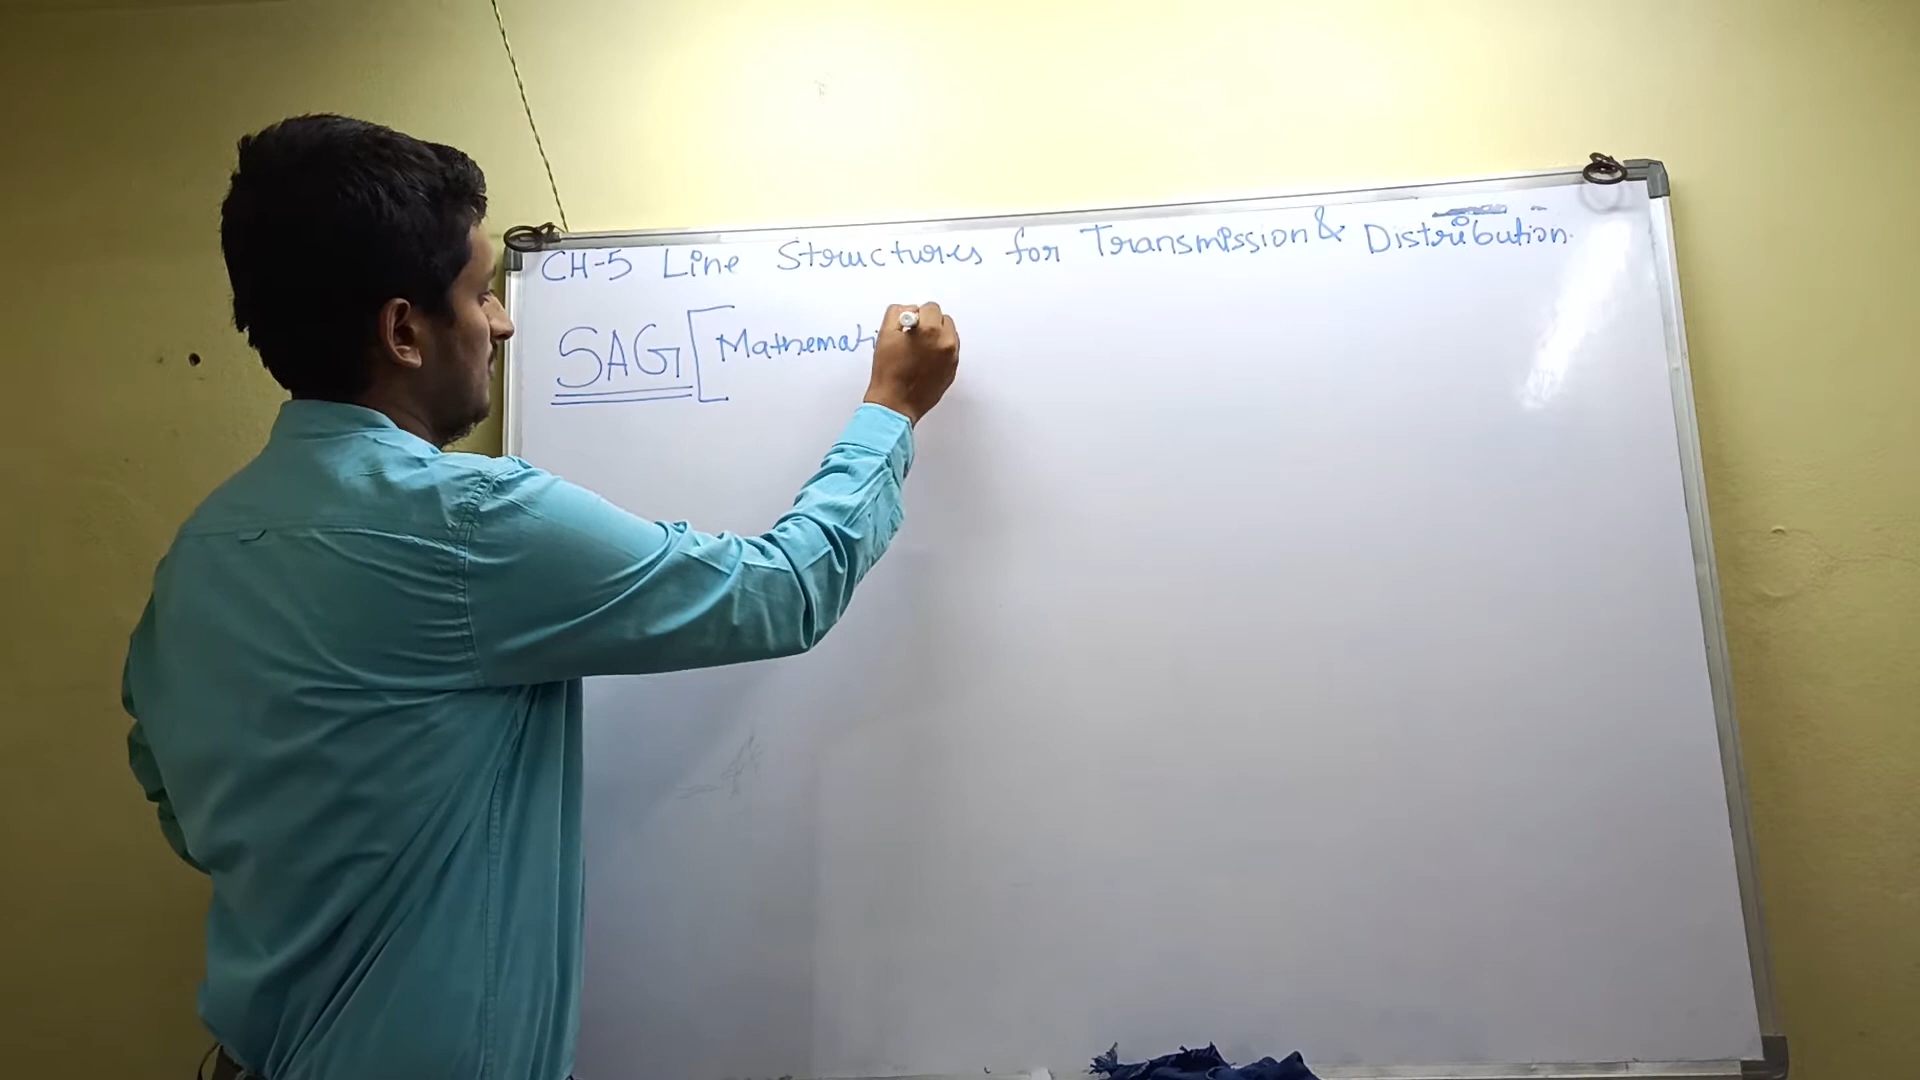 CH-5 Line Structures for Transmission & Distribution.
SAG [Mathemati